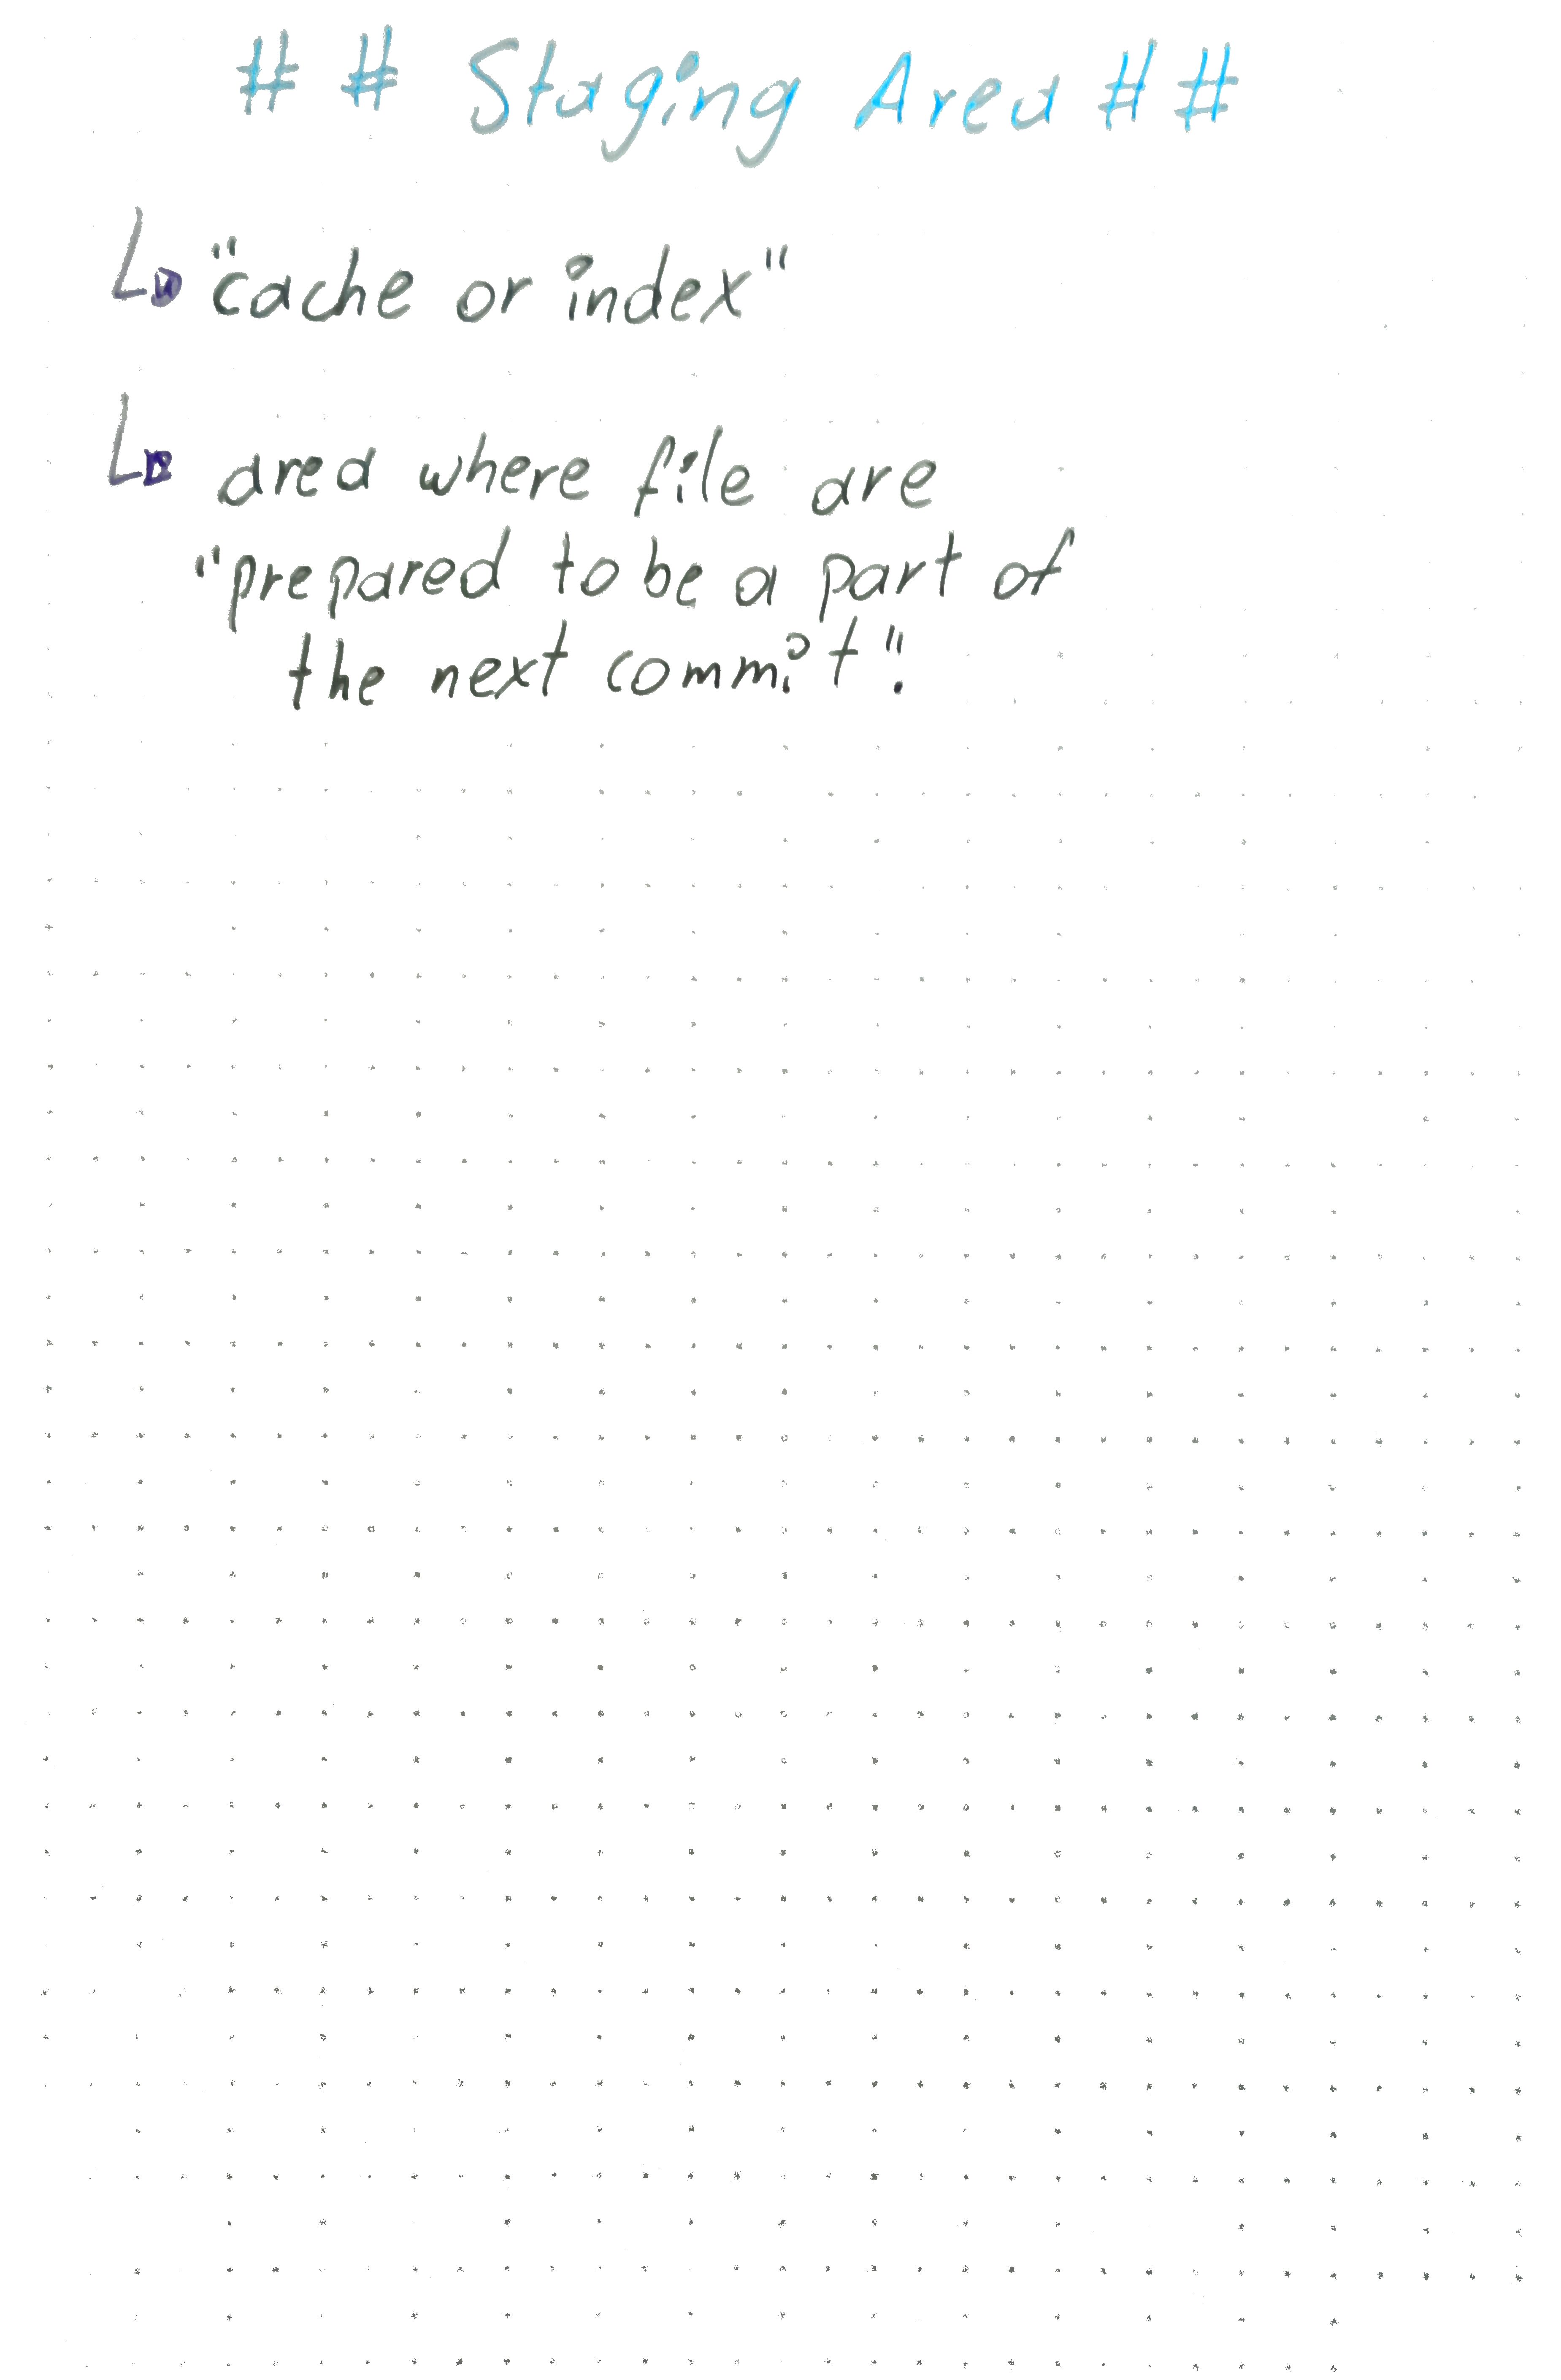 # # Staging Area # #
"cache or index"
area where file are
"prepared to be a part of
the next commit".